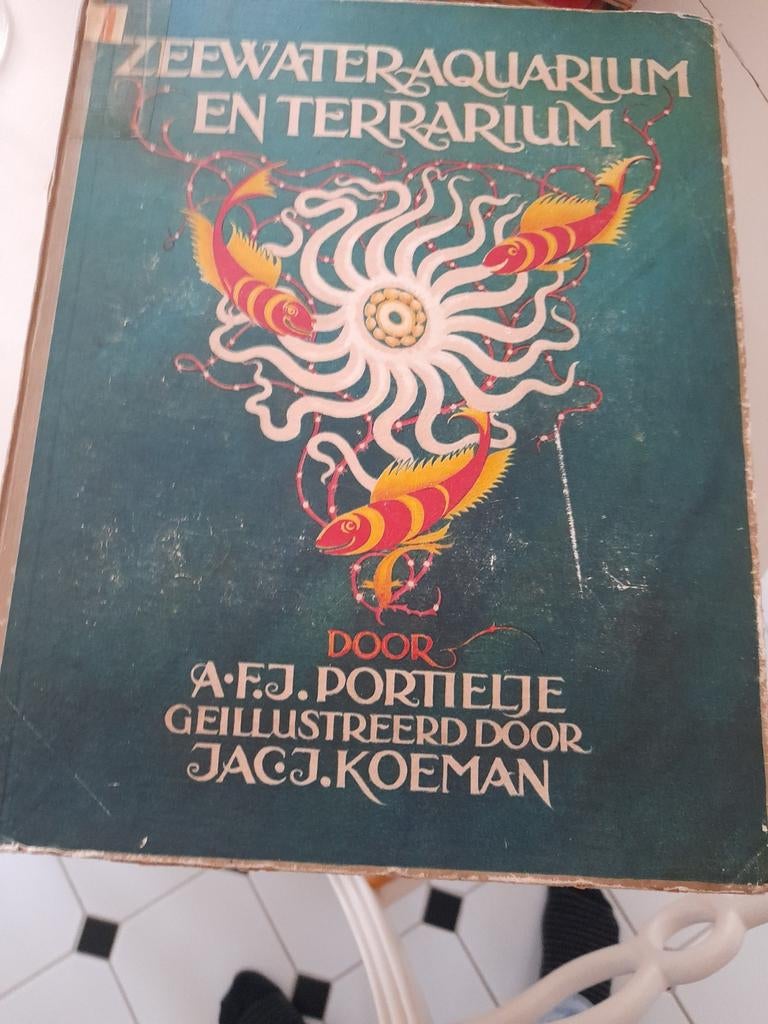 ZEEWATERAQUARIUM
EN TERRARIUM
DOOR
A.F.J. PORTIELJE
GEILLUSTREERD DOOR
JAC.J. KOEMAN